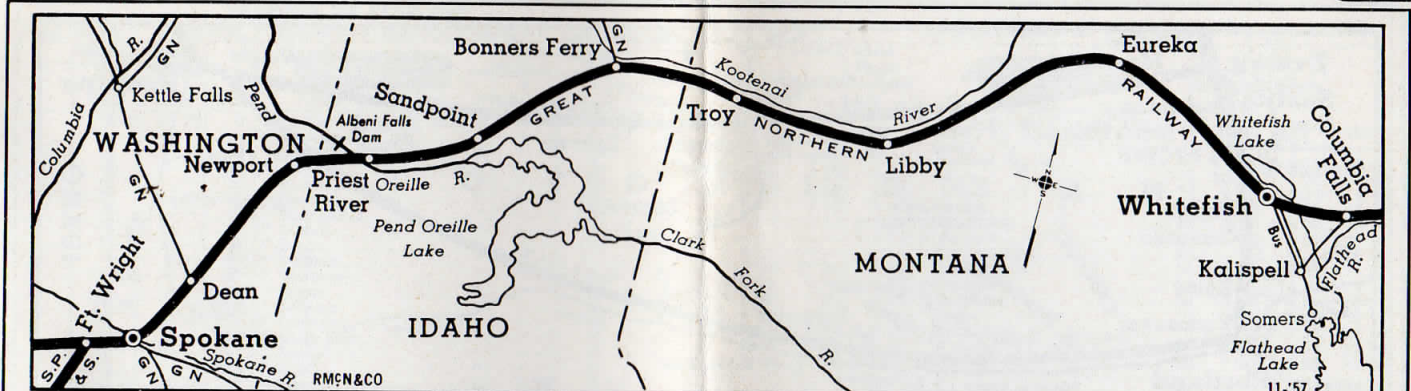 Columbia
R.
GN
Kettle Falls
GN
WASHINGTON
Pend
Albeni Falls
Dam
Newport
Priest
River
Oreille
R.
Pend Oreille
Lake
Sandpoint
Bonners Ferry
GN
GREAT
NORTHERN
RAILWAY
Kootenai
River
Troy
Libby
Eureka
Whitefish
Lake
Whitefish
Columbia
Falls
Bus
Flathead
R.
Kalispell
Somers
Flathead
Lake
11-'57
MONTANA
N
W
E
S
Clark
Fork
R.
IDAHO
Ft. Wright
Dean
Spokane
S.P.
& S.
GN
GN
Spokane R.
RMCN&CO